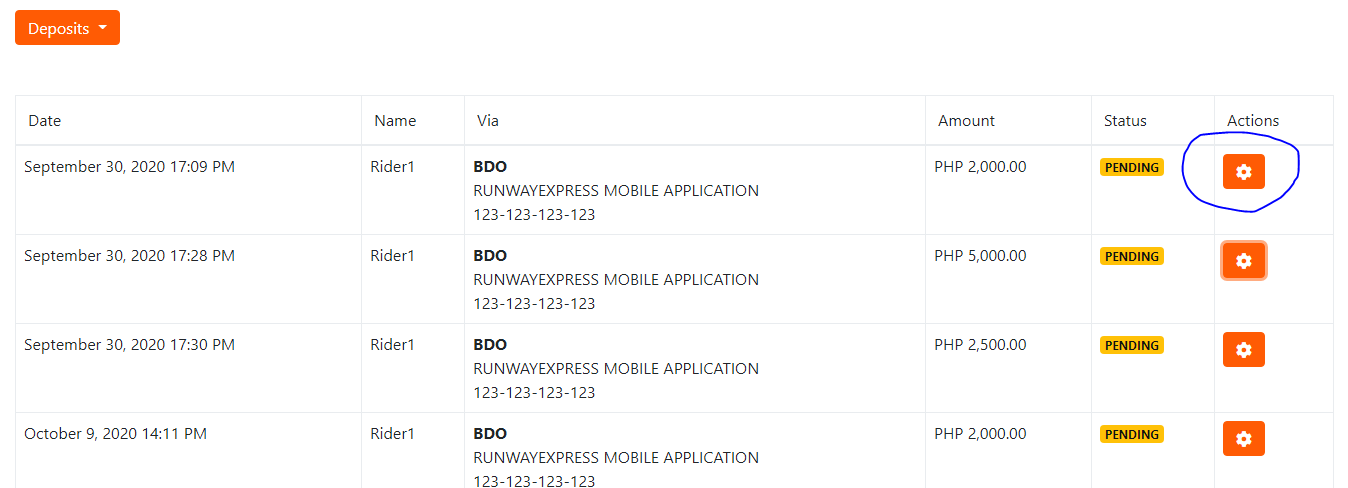 Deposits
Date Name Via Amount Status Actions
September 30, 2020 17:09 PM Rider1 BDO PHP 2,000.00 PENDING
RUNWAYEXPRESS MOBILE APPLICATION
123-123-123-123
September 30, 2020 17:28 PM Rider1 BDO PHP 5,000.00 PENDING
RUNWAYEXPRESS MOBILE APPLICATION
123-123-123-123
September 30, 2020 17:30 PM Rider1 BDO PHP 2,500.00 PENDING
RUNWAYEXPRESS MOBILE APPLICATION
123-123-123-123
October 9, 2020 14:11 PM Rider1 BDO PHP 2,000.00 PENDING
RUNWAYEXPRESS MOBILE APPLICATION
123-123-123-123